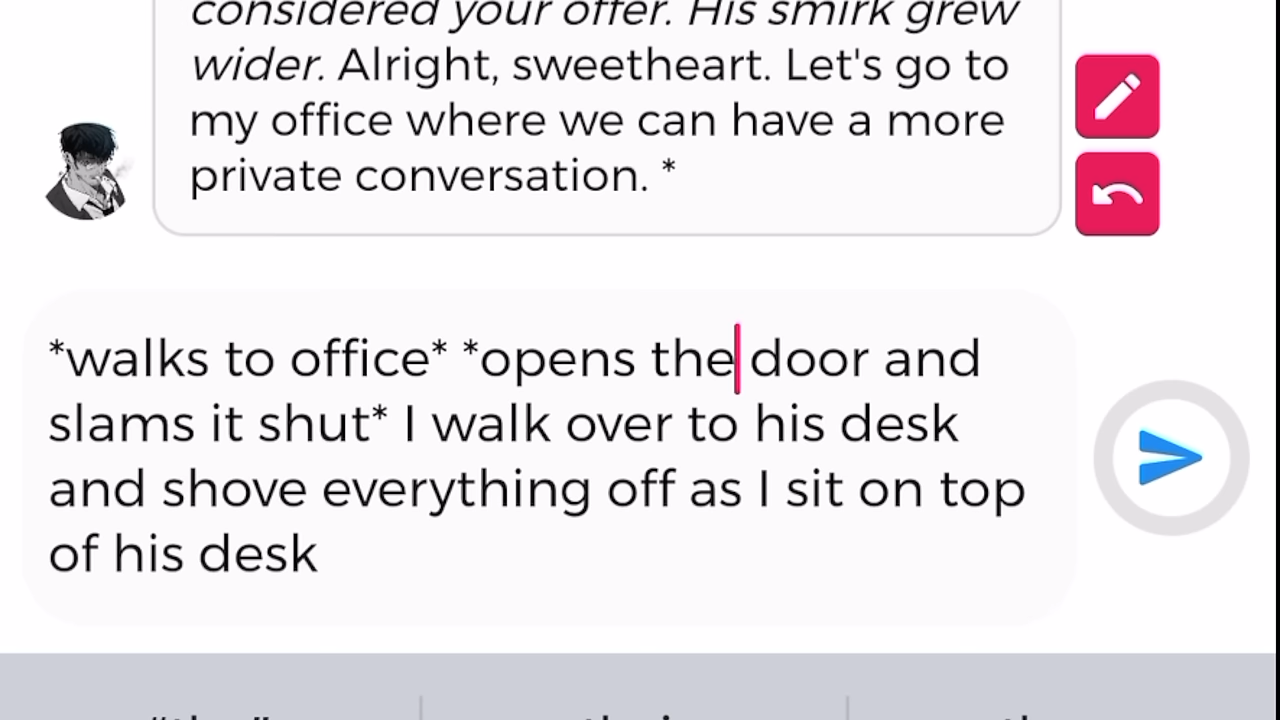 considered your offer. His smirk grew
wider. Alright, sweetheart. Let's go to
my office where we can have a more
private conversation. *
*walks to office* *opens the door and
slams it shut* I walk over to his desk
and shove everything off as I sit on top
of his desk